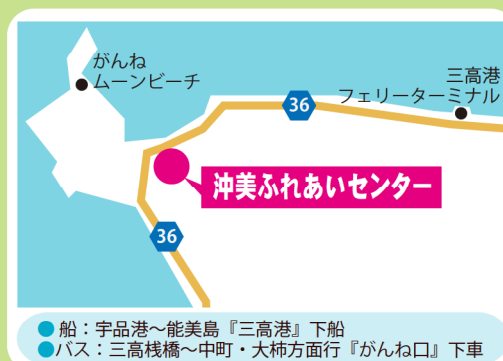 がんね
ムーンビーチ
三高港
フェリーターミナル
36
沖美ふれあいセンター
36
船：宇品港～能美島『三高港』下船
バス：三高桟橋～中町・大柿方面行『がんね口』下車